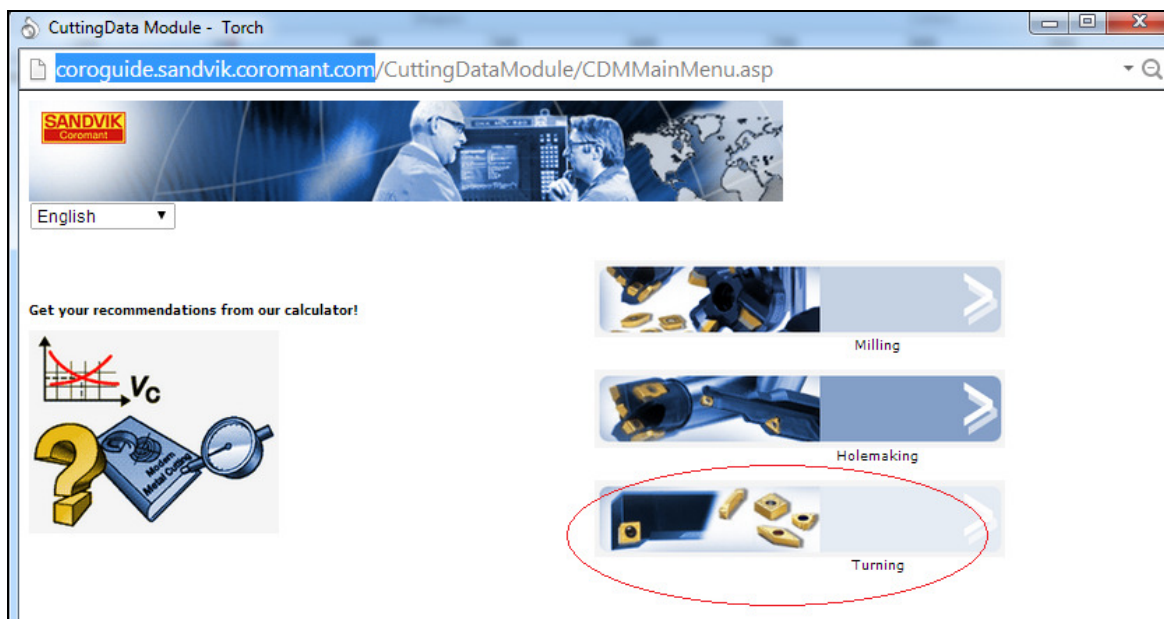 CuttingData Module - Torch
coroguide.sandvik.coromant.com/CuttingDataModule/CDMMainMenu.asp
SANDVIK
Coromant
English
Get your recommendations from our calculator!
Vc
Modern
Metal Cutting
Milling
Holemaking
Turning